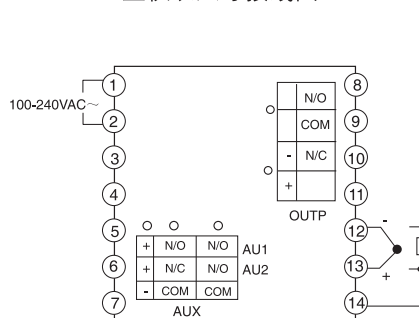 1
8
100-240VAC~
N/O
2
COM
9
3
- N/C
10
4
+
11
OUTP
5
12
-
+ N/O N/O AU1
6
+ N/C N/O AU2
13
+
- COM COM
7
AUX
14